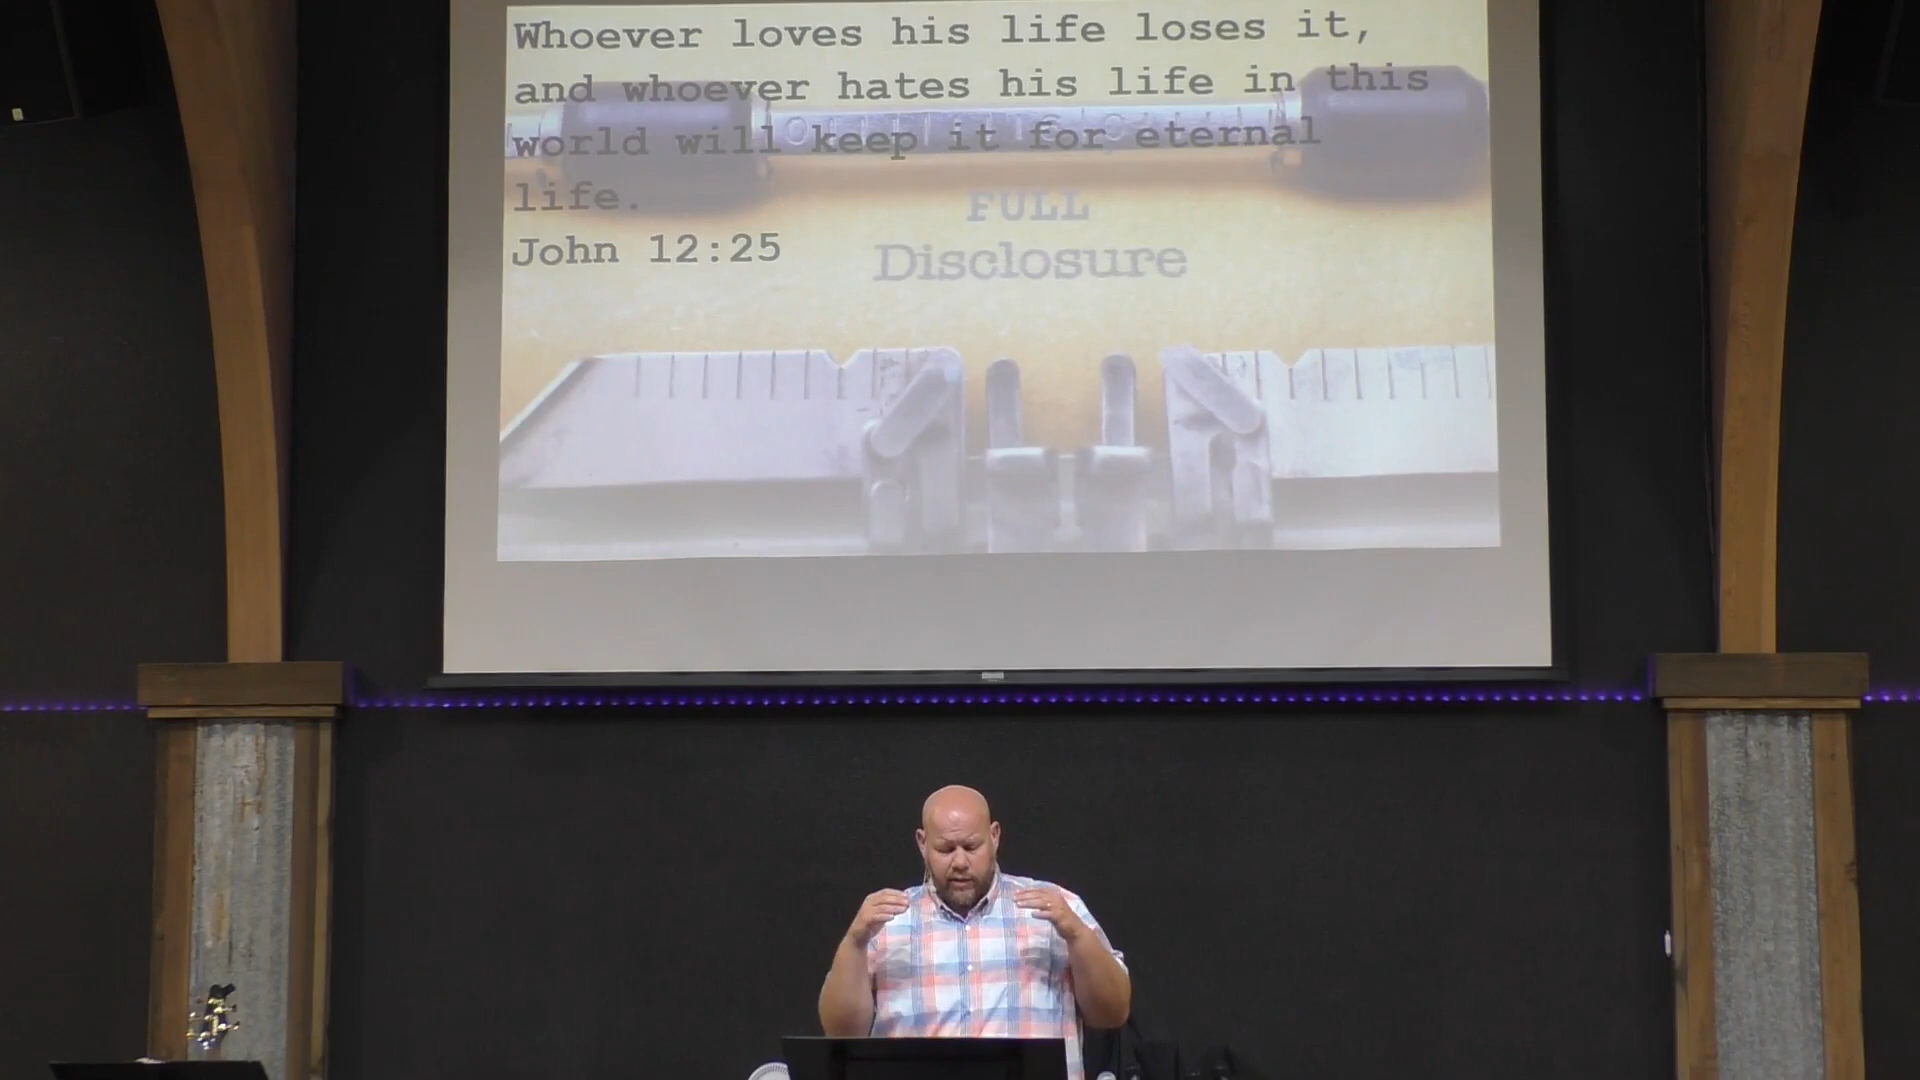 Whoever loves his life loses it,
and whoever hates his life in this
world will keep it for eternal
life.
John 12:25
FULL
Disclosure